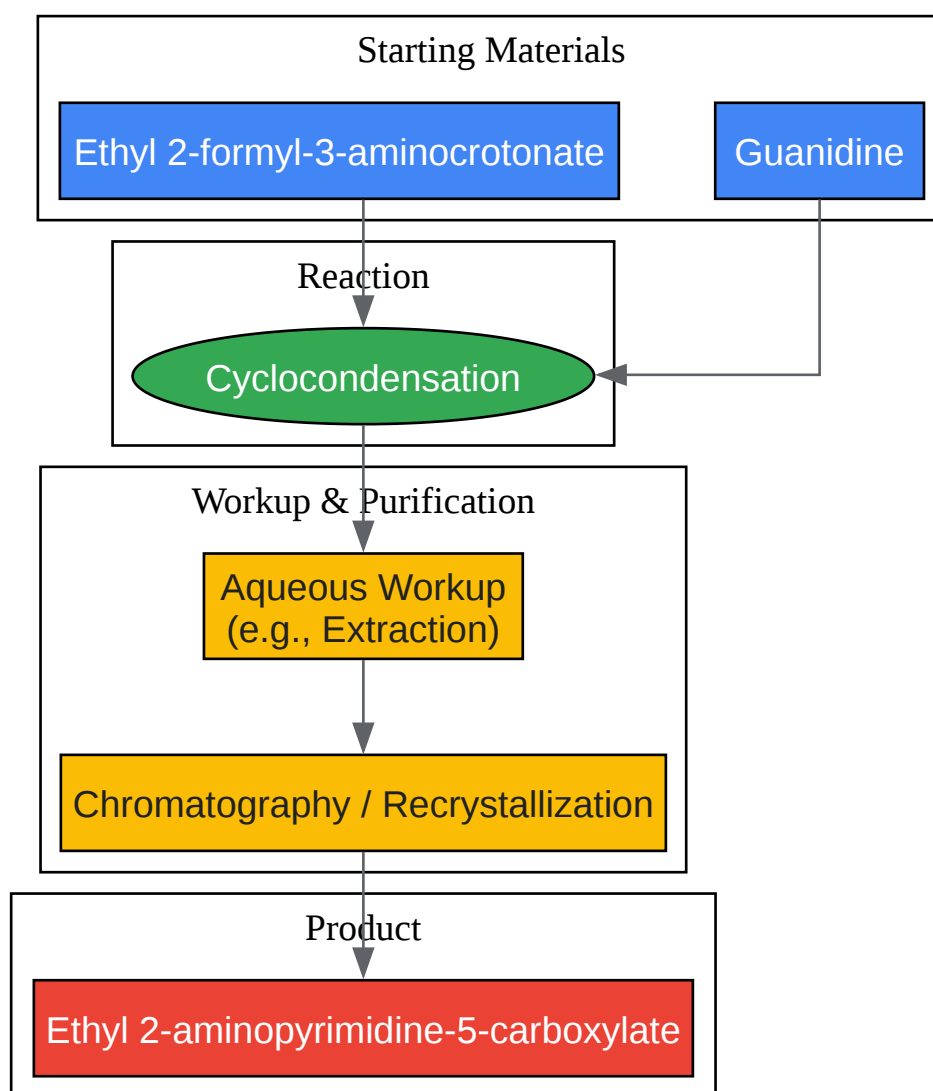 Starting Materials
Ethyl 2-formyl-3-aminocrotonate
Guanidine
Reaction
Cyclocondensation
Workup & Purification
Aqueous Workup
(e.g., Extraction)
Chromatography / Recrystallization
Product
Ethyl 2-aminopyrimidine-5-carboxylate